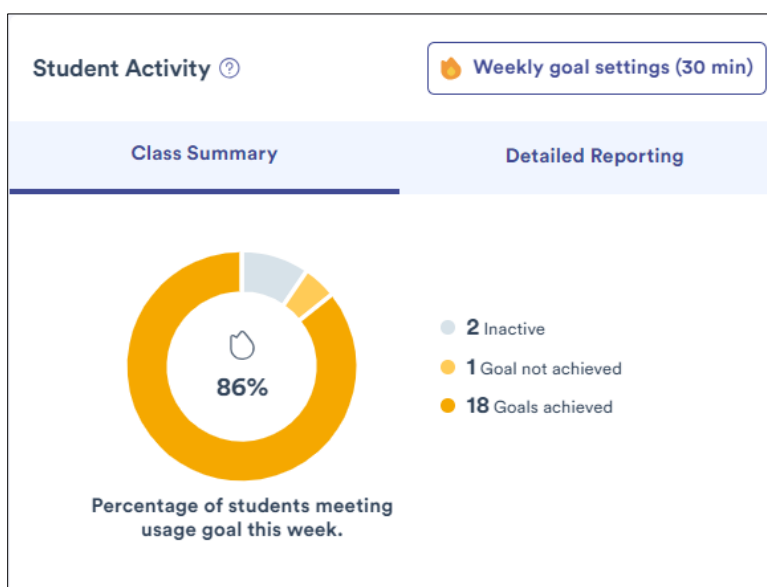 Student Activity ?
Weekly goal settings (30 min)
Class Summary
Detailed Reporting
86%
2 Inactive
1 Goal not achieved
18 Goals achieved
Percentage of students meeting
usage goal this week.